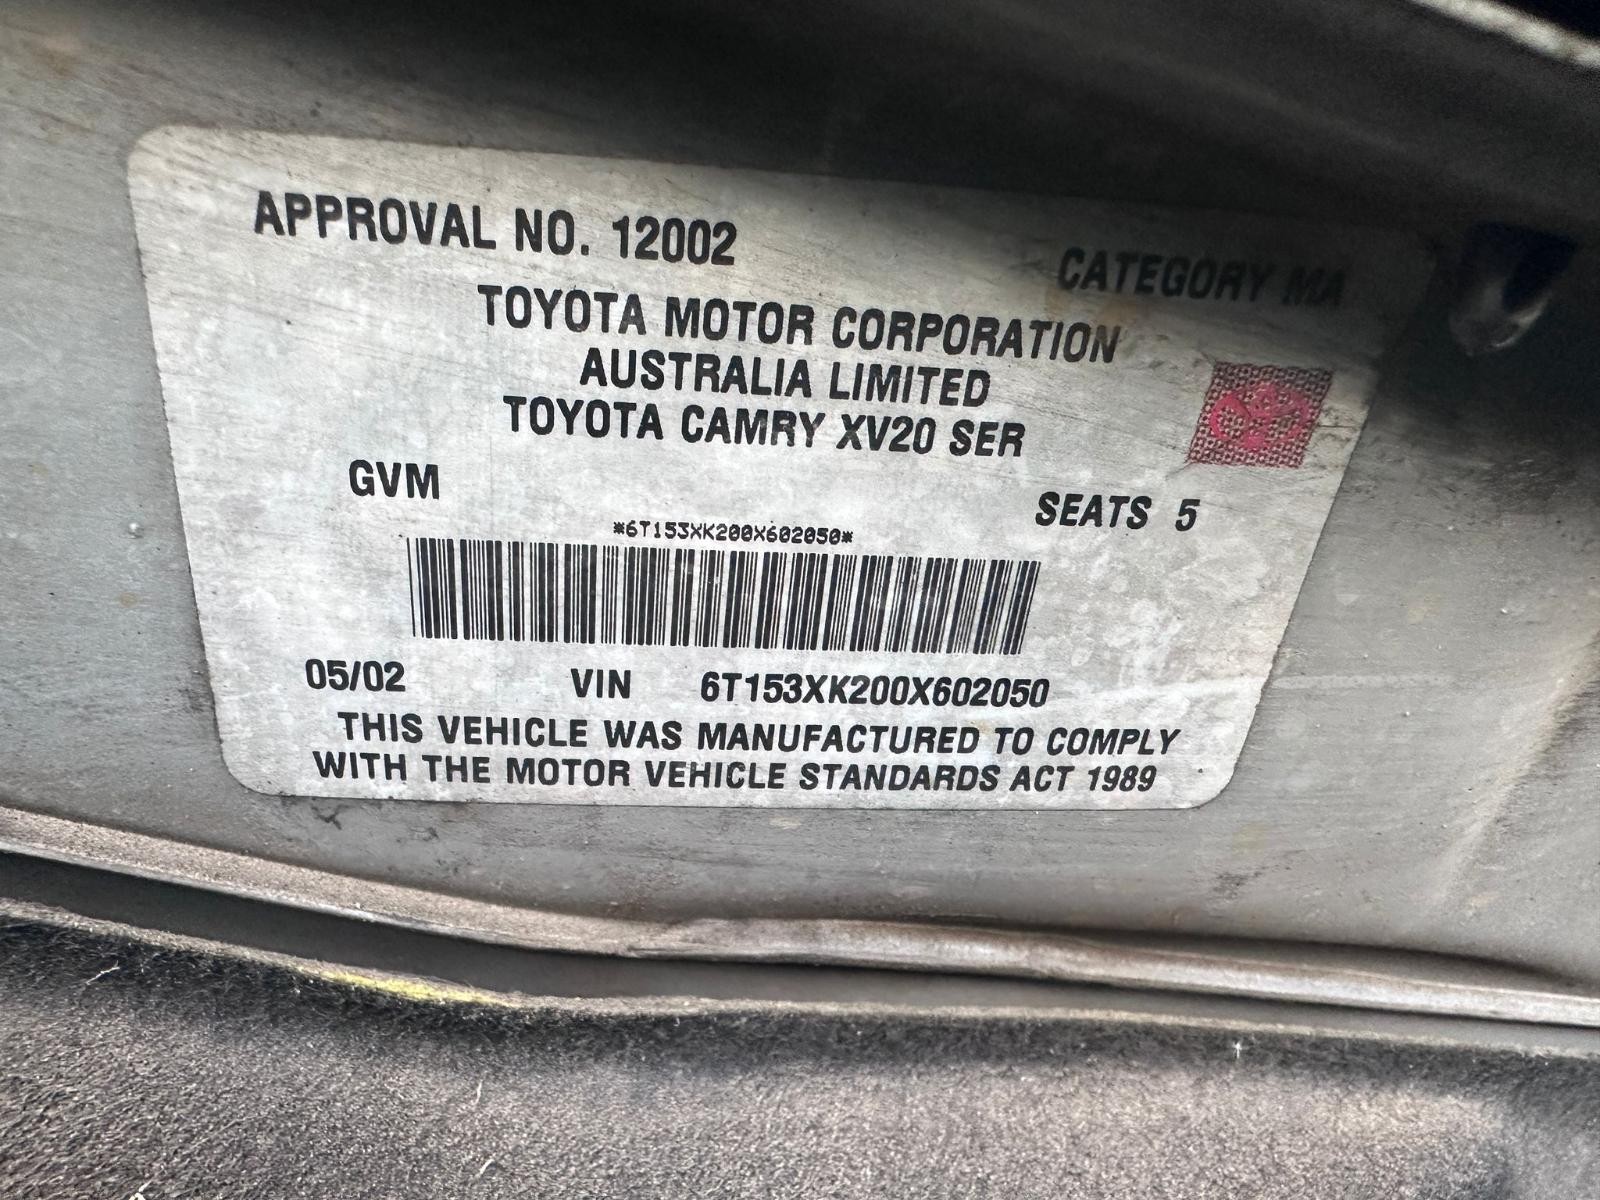 APPROVAL NO. 12002
CATEGORY MA
TOYOTA MOTOR CORPORATION
AUSTRALIA LIMITED
TOYOTA CAMRY XV20 SER
GVM
SEATS 5
*6T153XK200X602050*
05/02 VIN 6T153XK200X602050
THIS VEHICLE WAS MANUFACTURED TO COMPLY
WITH THE MOTOR VEHICLE STANDARDS ACT 1989